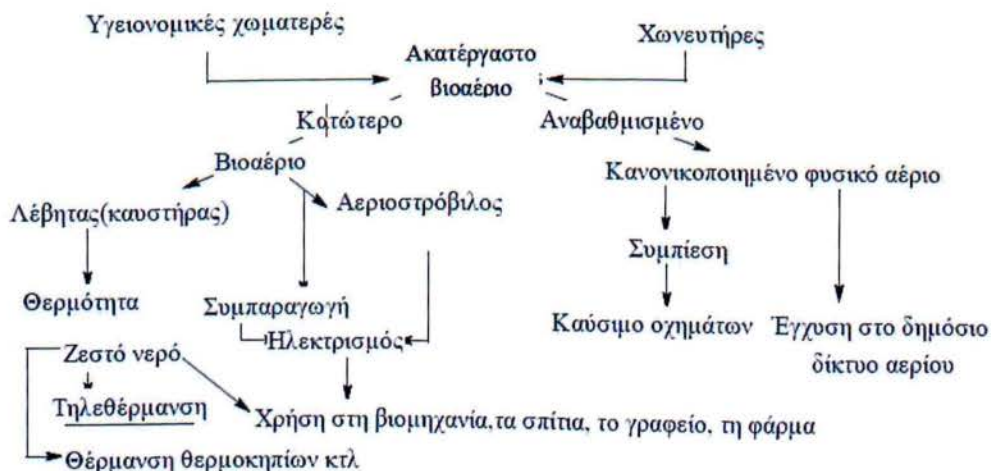 Υγειονομικές χωματερές
Χωνευτήρες
Ακατέργαστο
βιοαέριο
Κατώτερο
Αναβαθμισμένο
Βιοαέριο
Κανονικοποιημένο φυσικό αέριο
Λέβητας(καυστήρας)
Αεριοστρόβιλος
Συμπίεση
Θερμότητα
Συμπαραγωγή
Καύσιμο οχημάτων
Έγχυση στο δημόσιο
δίκτυο αερίου
Ηλεκτρισμός
Ζεστό νερό
Τηλεθέρμανση
Χρήση στη βιομηχανία,τα σπίτια, το γραφείο, τη φάρμα
Θέρμανση θερμοκηπίων κτλ